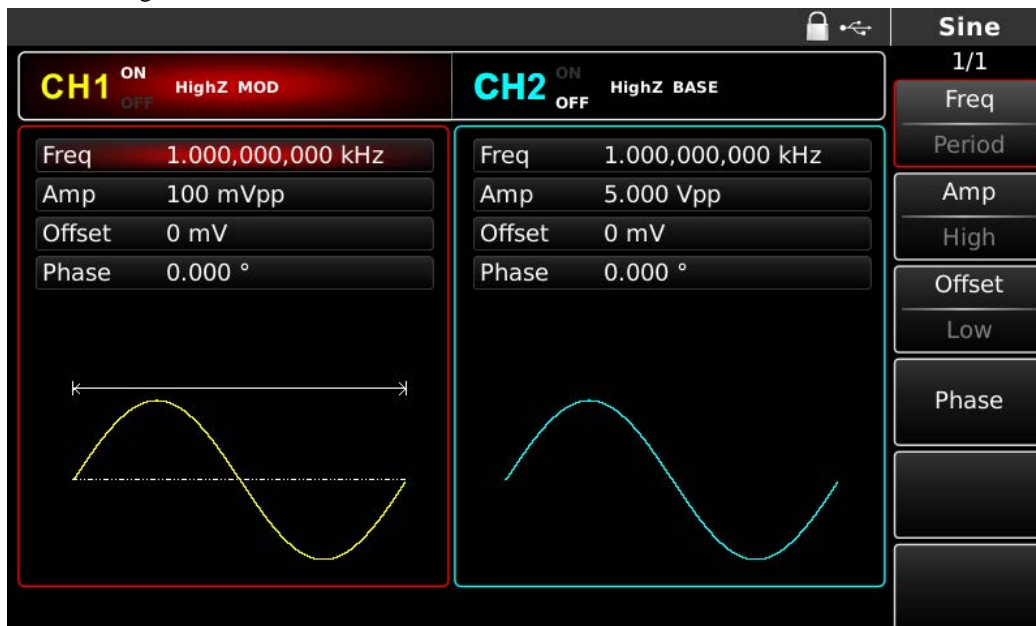 Sine
1/1
CH1 ON OFF HighZ MOD
CH2 ON OFF HighZ BASE
Freq 1.000,000,000 kHz
Amp 100 mVpp
Offset 0 mV
Phase 0.000 °
Freq 1.000,000,000 kHz
Amp 5.000 Vpp
Offset 0 mV
Phase 0.000 °
Freq
Period
Amp
High
Offset
Low
Phase